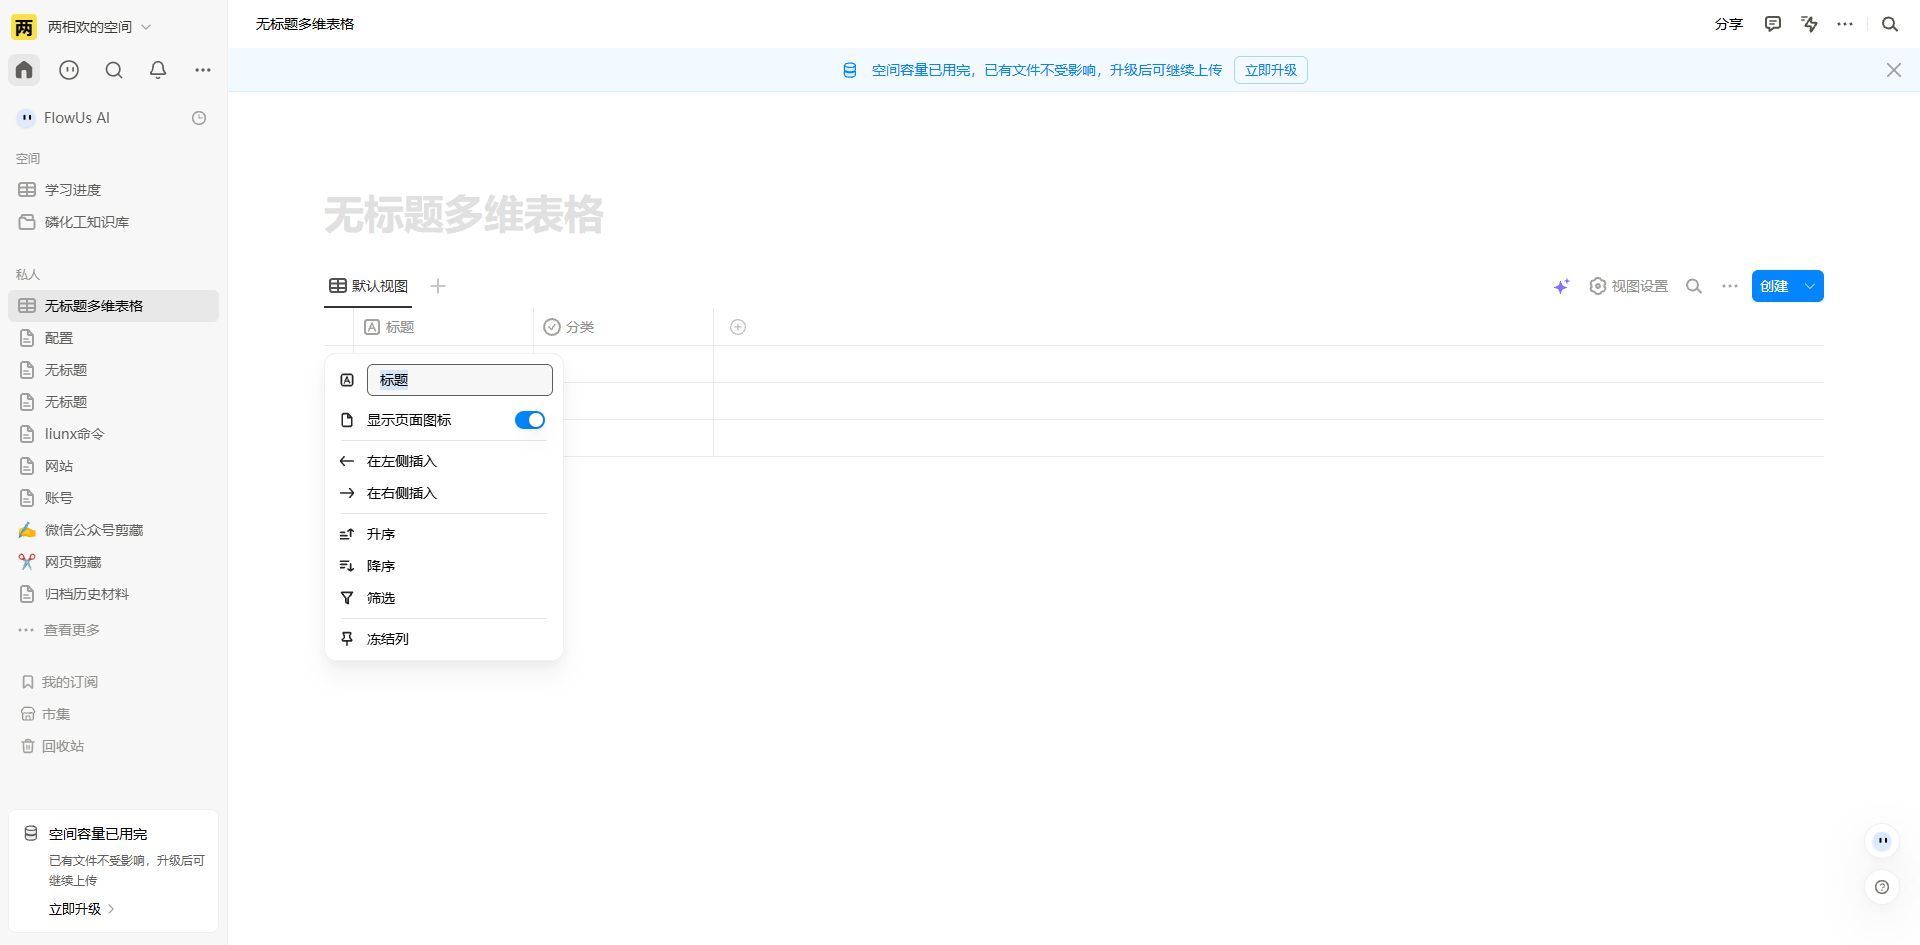 两 两相欢的空间
FlowUs AI
空间
学习进度
磷化工知识库
私人
无标题多维表格
配置
无标题
无标题
liunx命令
网站
账号
微信公众号剪藏
网页剪藏
归档历史材料
查看更多
我的订阅
市集
回收站
空间容量已用完
已有文件不受影响，升级后可
继续上传
立即升级
无标题多维表格
分享
空间容量已用完，已有文件不受影响，升级后可继续上传 立即升级
无标题多维表格
默认视图
视图设置
创建
标题 分类
标题
显示页面图标
在左侧插入
在右侧插入
升序
降序
筛选
冻结列